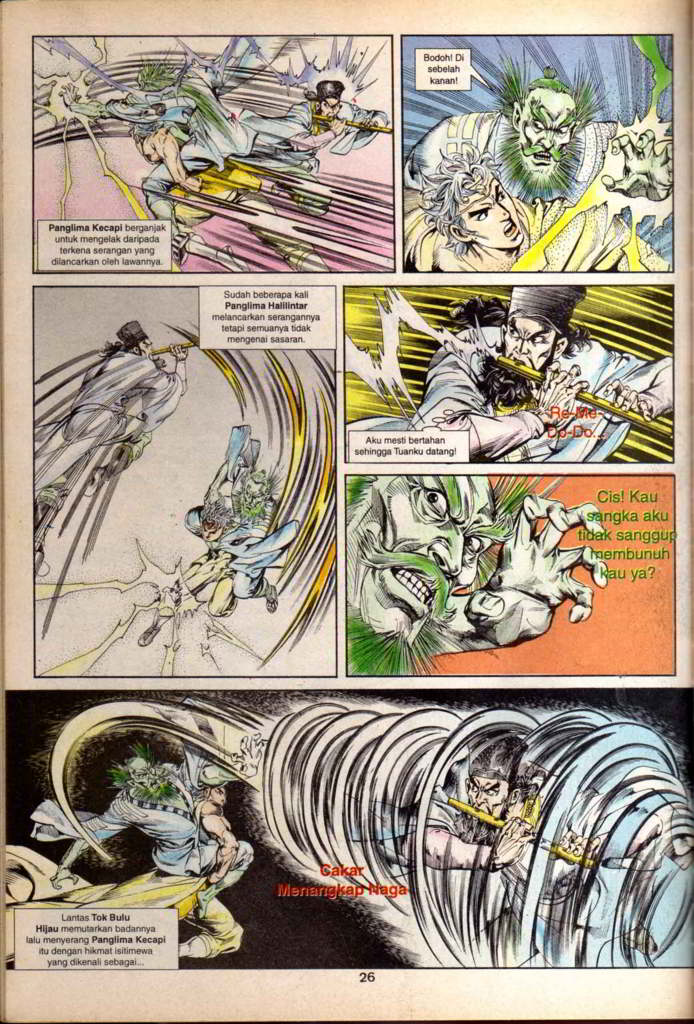 Panglima Kecapi berganjak
untuk mengelak daripada
terkena serangan yang
dilancarkan oleh lawannya.
Bodoh! Di
sebelah
kanan!
Sudah beberapa kali
Panglima Halilintar
melancarkan serangannya
tetapi semuanya tidak
mengenai sasaran.
Re-Me-
Do-Do...
Aku mesti bertahan
sehingga Tuanku datang!
Cis! Kau
sangka aku
tidak sanggup
membunuh
kau ya?
Cakar
Menangkap Naga
Lantas Tok Bulu
Hijau memutarkan badannya
lalu menyerang Panglima Kecapi
itu dengan hikmat isitimewa
yang dikenali sebagai...
26